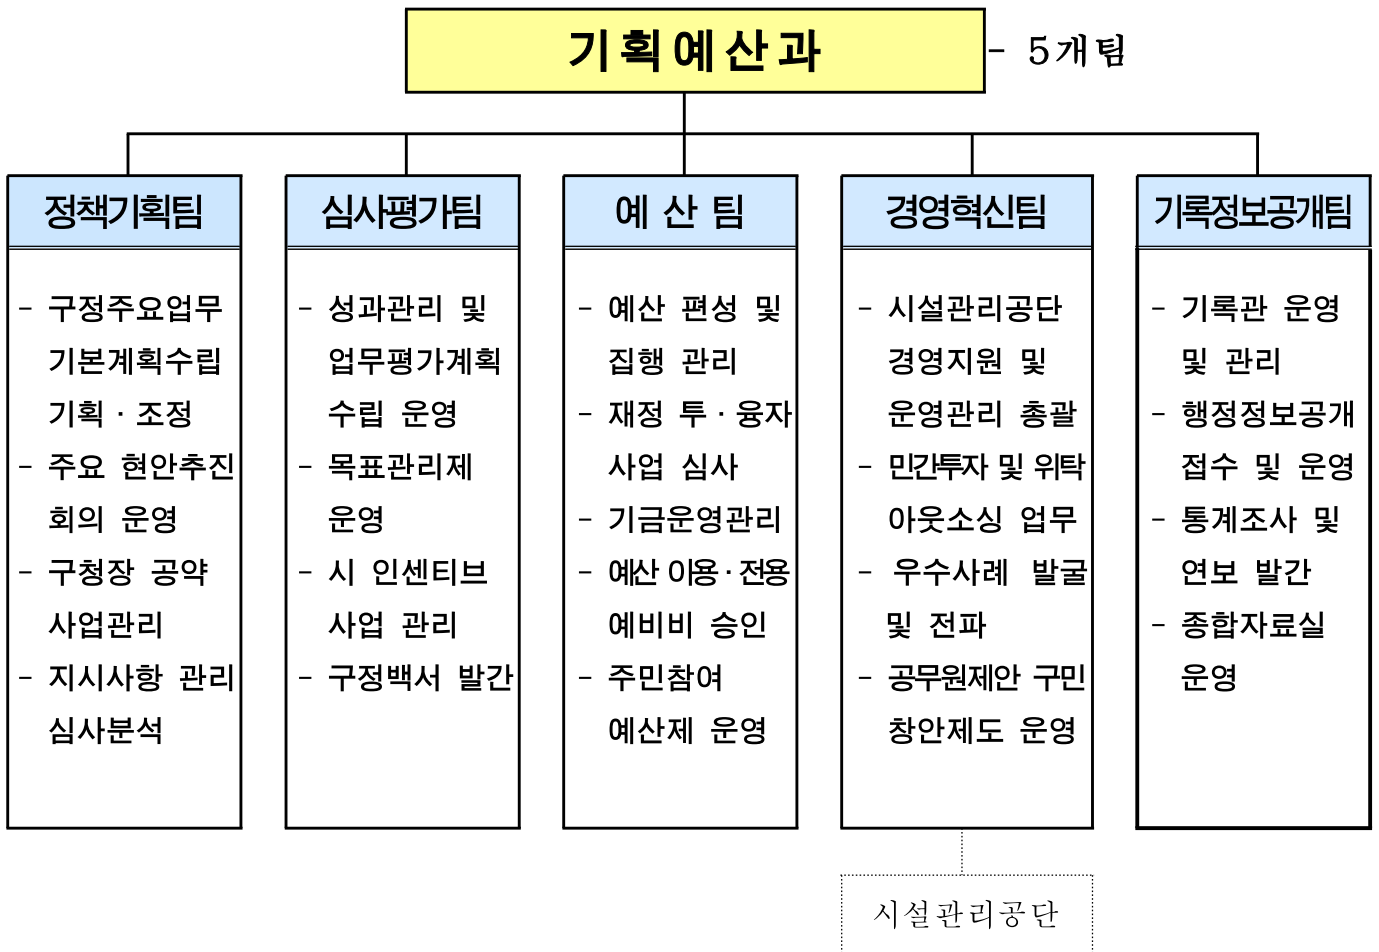 기획예산과
- 5개팀
정책기획팀
- 구정주요업무
기본계획수립
기획 · 조정
- 주요 현안추진
회의 운영
- 구청장 공약
사업관리
- 지시사항 관리
심사분석
심사평가팀
- 성과관리 및
업무평가계획
수립 운영
- 목표관리제
운영
- 시 인센티브
사업 관리
- 구정백서 발간
예 산 팀
- 예산 편성 및
집행 관리
- 재정 투 · 융자
사업 심사
- 기금운영관리
- 예산 이용 · 전용
예비비 승인
- 주민참여
예산제 운영
경영혁신팀
- 시설관리공단
경영지원 및
운영관리 총괄
- 민간투자 및 위탁
아웃소싱 업무
- 우수사례 발굴
및 전파
- 공무원제안 구민
창안제도 운영
기록정보공개팀
- 기록관 운영
및 관리
- 행정정보공개
접수 및 운영
- 통계조사 및
연보 발간
- 종합자료실
운영
시설관리공단